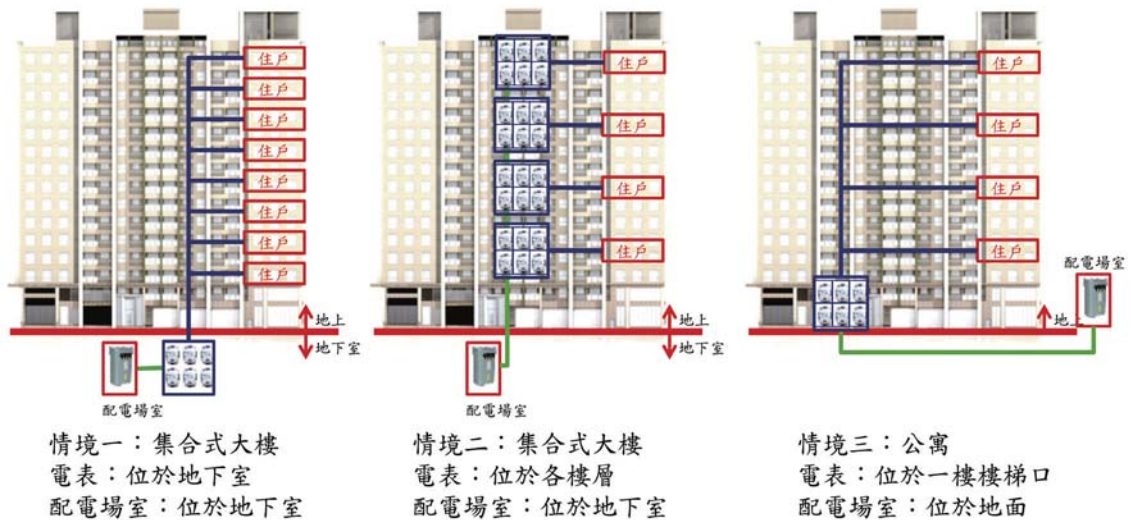 住戶
住戶
住戶
住戶
住戶
住戶
住戶
住戶
地上
地下室
配電場室
情境一：集合式大樓
電表：位於地下室
配電場室：位於地下室
住戶
住戶
住戶
住戶
地上
地下室
配電場室
情境二：集合式大樓
電表：位於各樓層
配電場室：位於地下室
住戶
住戶
住戶
住戶
配電場室
地上
情境三：公寓
電表：位於一樓樓梯口
配電場室：位於地面